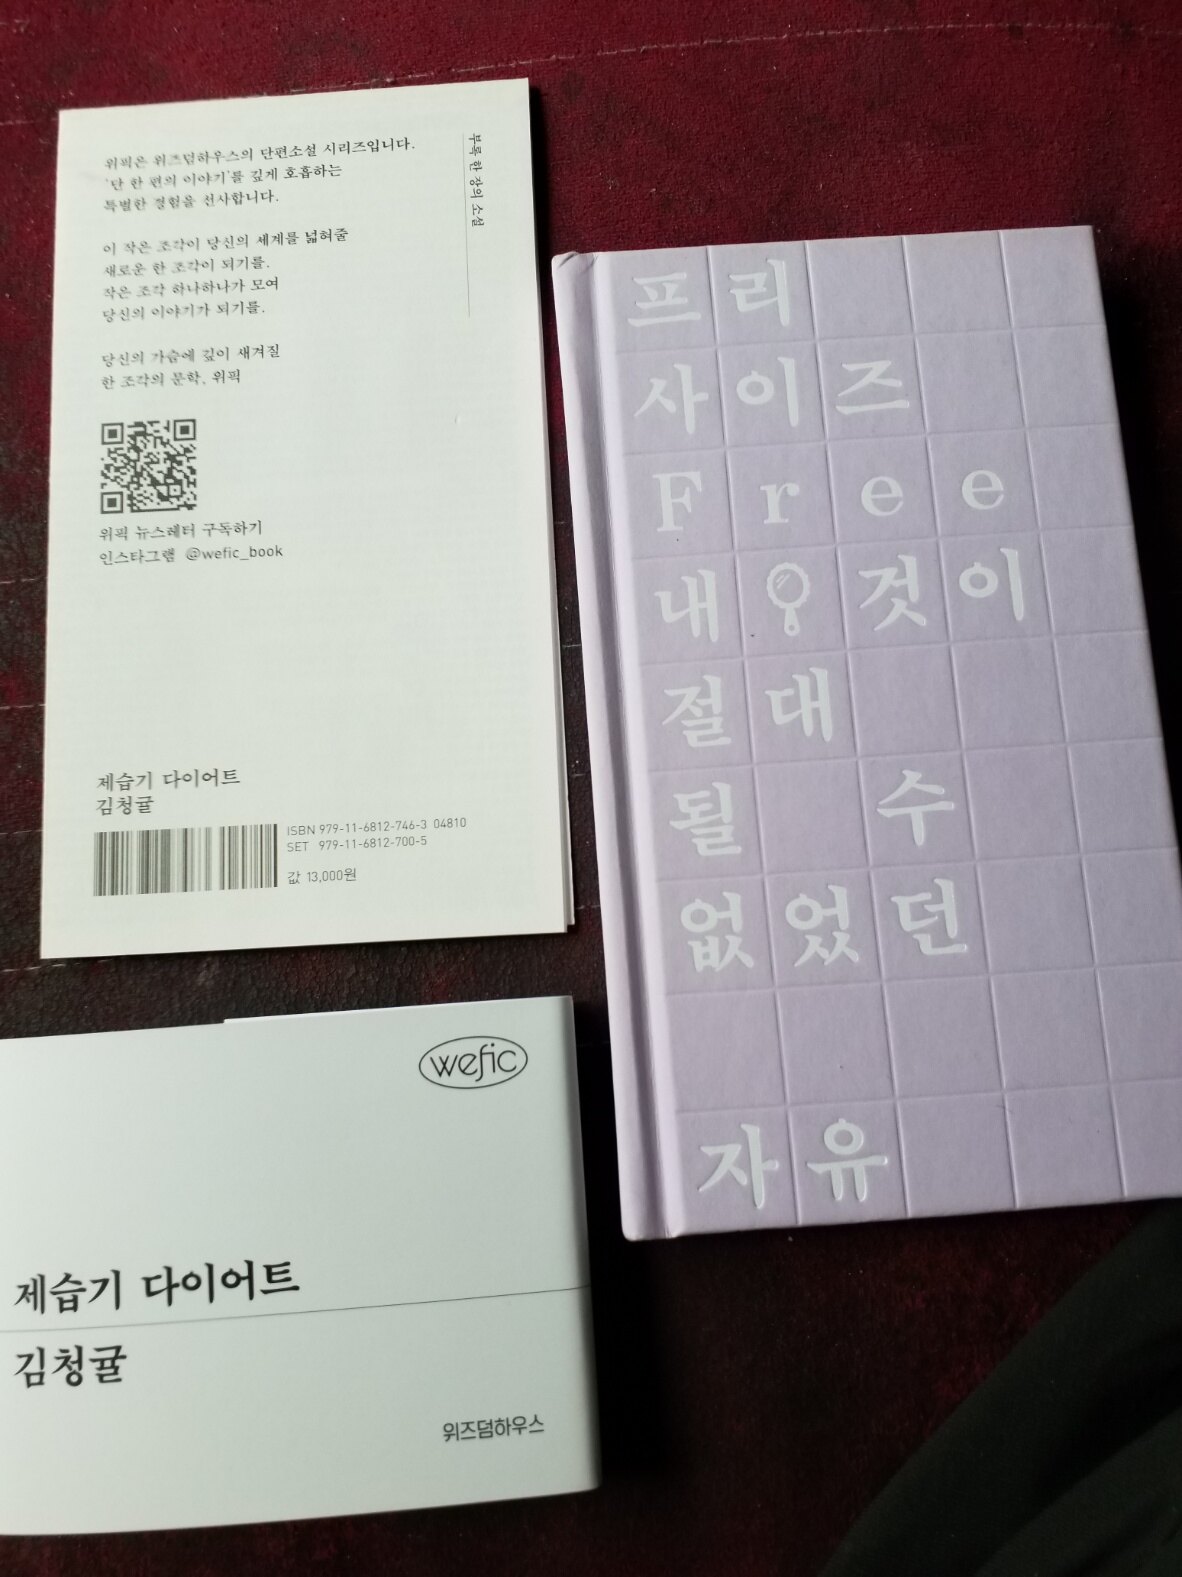 위픽은 위즈덤하우스의 단편소설 시리즈입니다.
'단 한 편의 이야기'를 깊게 호흡하는
특별한 경험을 선사합니다.
이 작은 조각이 당신의 세계를 넓혀줄
새로운 한 조각이 되기를.
작은 조각 하나하나가 모여
당신의 이야기가 되기를.
당신의 가슴에 깊이 새겨질
한 조각의 문학, 위픽
위픽 뉴스레터 구독하기
인스타그램 @wefic_book
제습기 다이어트
김청귤
ISBN 979-11-6812-746-3 04810
SET 979-11-6812-700-5
값 13,000원
부록 한 장의 소설
프리
사이즈
Free
내 것이
절대
될 수
없었던
자유
wefic
제습기 다이어트
김청귤
위즈덤하우스